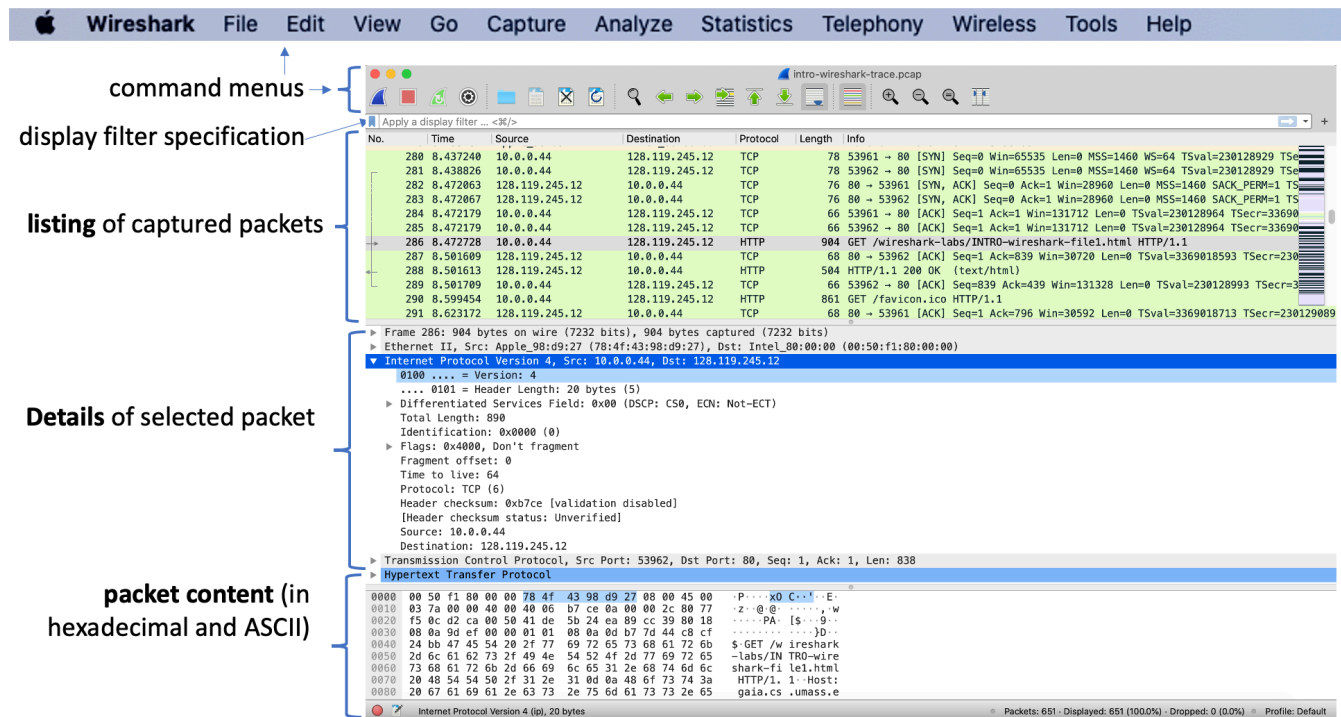 Wireshark File Edit View Go Capture Analyze Statistics Telephony Wireless Tools Help
command menus
intro-wireshark-trace.pcap
display filter specification
Apply a display filter ... <⌘/>
+
No. Time Source Destination Protocol Length Info
280 8.437240 10.0.0.44 128.119.245.12 TCP 78 53961 → 80 [SYN] Seq=0 Win=65535 Len=0 MSS=1460 WS=64 TSval=230128929 TSe
281 8.438826 10.0.0.44 128.119.245.12 TCP 78 53962 → 80 [SYN] Seq=0 Win=65535 Len=0 MSS=1460 WS=64 TSval=230128929 TSe
282 8.472063 128.119.245.12 10.0.0.44 TCP 76 80 → 53961 [SYN, ACK] Seq=0 Ack=1 Win=28960 Len=0 MSS=1460 SACK_PERM=1 TS
283 8.472067 128.119.245.12 10.0.0.44 TCP 76 80 → 53962 [SYN, ACK] Seq=0 Ack=1 Win=28960 Len=0 MSS=1460 SACK_PERM=1 TS
284 8.472179 10.0.0.44 128.119.245.12 TCP 66 53961 → 80 [ACK] Seq=1 Ack=1 Win=131712 Len=0 TSval=230128964 TSecr=33690
285 8.472179 10.0.0.44 128.119.245.12 TCP 66 53962 → 80 [ACK] Seq=1 Ack=1 Win=131712 Len=0 TSval=230128964 TSecr=33690
286 8.472728 10.0.0.44 128.119.245.12 HTTP 904 GET /wireshark-labs/INTRO-wireshark-file1.html HTTP/1.1
287 8.501609 128.119.245.12 10.0.0.44 TCP 68 80 → 53962 [ACK] Seq=1 Ack=839 Win=30720 Len=0 TSval=3369018593 TSecr=230
288 8.501613 128.119.245.12 10.0.0.44 HTTP 504 HTTP/1.1 200 OK (text/html)
289 8.501709 10.0.0.44 128.119.245.12 TCP 66 53962 → 80 [ACK] Seq=839 Ack=439 Win=131328 Len=0 TSval=230128993 TSecr=3
290 8.599454 10.0.0.44 128.119.245.12 HTTP 861 GET /favicon.ico HTTP/1.1
291 8.623172 128.119.245.12 10.0.0.44 TCP 68 80 → 53961 [ACK] Seq=1 Ack=796 Win=30592 Len=0 TSval=3369018713 TSecr=230129089
listing of captured packets
Frame 286: 904 bytes on wire (7232 bits), 904 bytes captured (7232 bits)
Ethernet II, Src: Apple_98:d9:27 (78:4f:43:98:d9:27), Dst: Intel_80:00:00 (00:50:f1:80:00:00)
Internet Protocol Version 4, Src: 10.0.0.44, Dst: 128.119.245.12
0100 .... = Version: 4
.... 0101 = Header Length: 20 bytes (5)
Differentiated Services Field: 0x00 (DSCP: CS0, ECN: Not-ECT)
Total Length: 890
Identification: 0x0000 (0)
Flags: 0x4000, Don't fragment
Fragment offset: 0
Time to live: 64
Protocol: TCP (6)
Header checksum: 0xb7ce [validation disabled]
[Header checksum status: Unverified]
Source: 10.0.0.44
Destination: 128.119.245.12
Transmission Control Protocol, Src Port: 53962, Dst Port: 80, Seq: 1, Ack: 1, Len: 838
Hypertext Transfer Protocol
Details of selected packet
packet content (in
hexadecimal and ASCII)
0000 00 50 f1 80 00 00 78 4f 43 98 d9 27 08 00 45 00 ·P····xO C··'··E·
0010 03 7a 00 00 40 00 40 06 b7 ce 0a 00 00 2c 80 77 ·z··@·@· ·····,·w
0020 f5 0c d2 ca 00 50 41 de 5b 24 ea 89 cc 39 80 18 ·····PA· [$···9··
0030 08 0a 9d ef 00 00 01 01 08 0a 0d b7 7d 44 c8 cf ········ ····}D··
0040 24 bb 47 45 54 20 2f 77 69 72 65 73 68 61 72 6b $·GET /w ireshark
0050 2d 6c 61 62 73 2f 49 4e 54 52 4f 2d 77 69 72 65 -labs/IN TRO-wire
0060 73 68 61 72 6b 2d 66 69 6c 65 31 2e 68 74 6d 6c shark-fi le1.html
0070 20 48 54 54 50 2f 31 2e 31 0d 0a 48 6f 73 74 3a HTTP/1. 1··Host:
0080 20 67 61 69 61 2e 63 73 2e 75 6d 61 73 73 2e 65 gaia.cs .umass.e
Internet Protocol Version 4 (ip), 20 bytes
Packets: 651 · Displayed: 651 (100.0%) · Dropped: 0 (0.0%)
Profile: Default